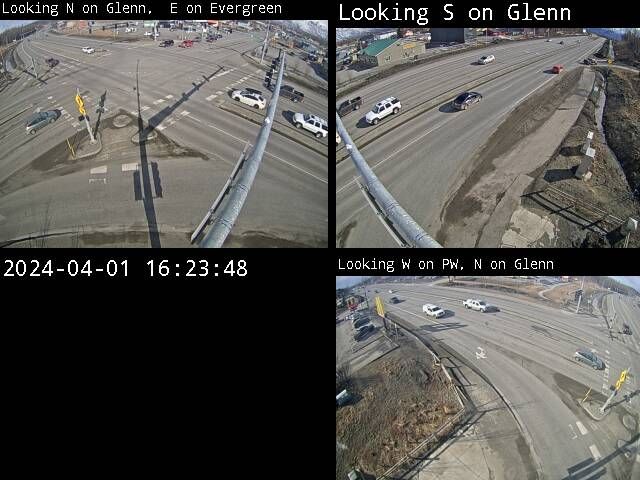 Looking N on Glenn,  E on Evergreen
Looking S on Glenn
2024-04-01 16:23:48
Looking W on PW, N on Glenn